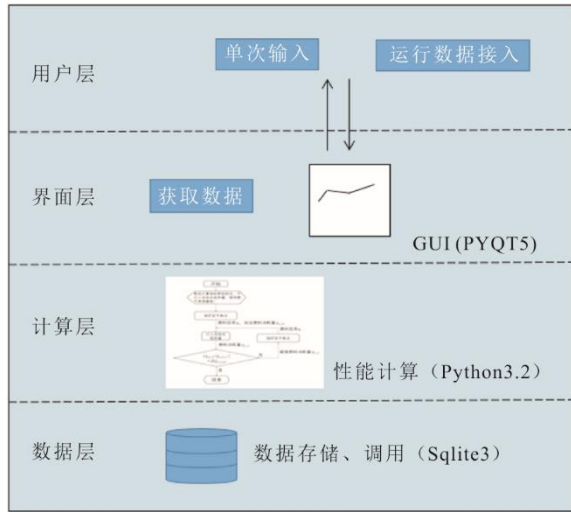 单次输入
运行数据接入
用户层
获取数据
界面层
GUI (PYQT5)
开始
计算层
性能计算（Python3.2）
数据层
数据存储、调用（Sqlite3）